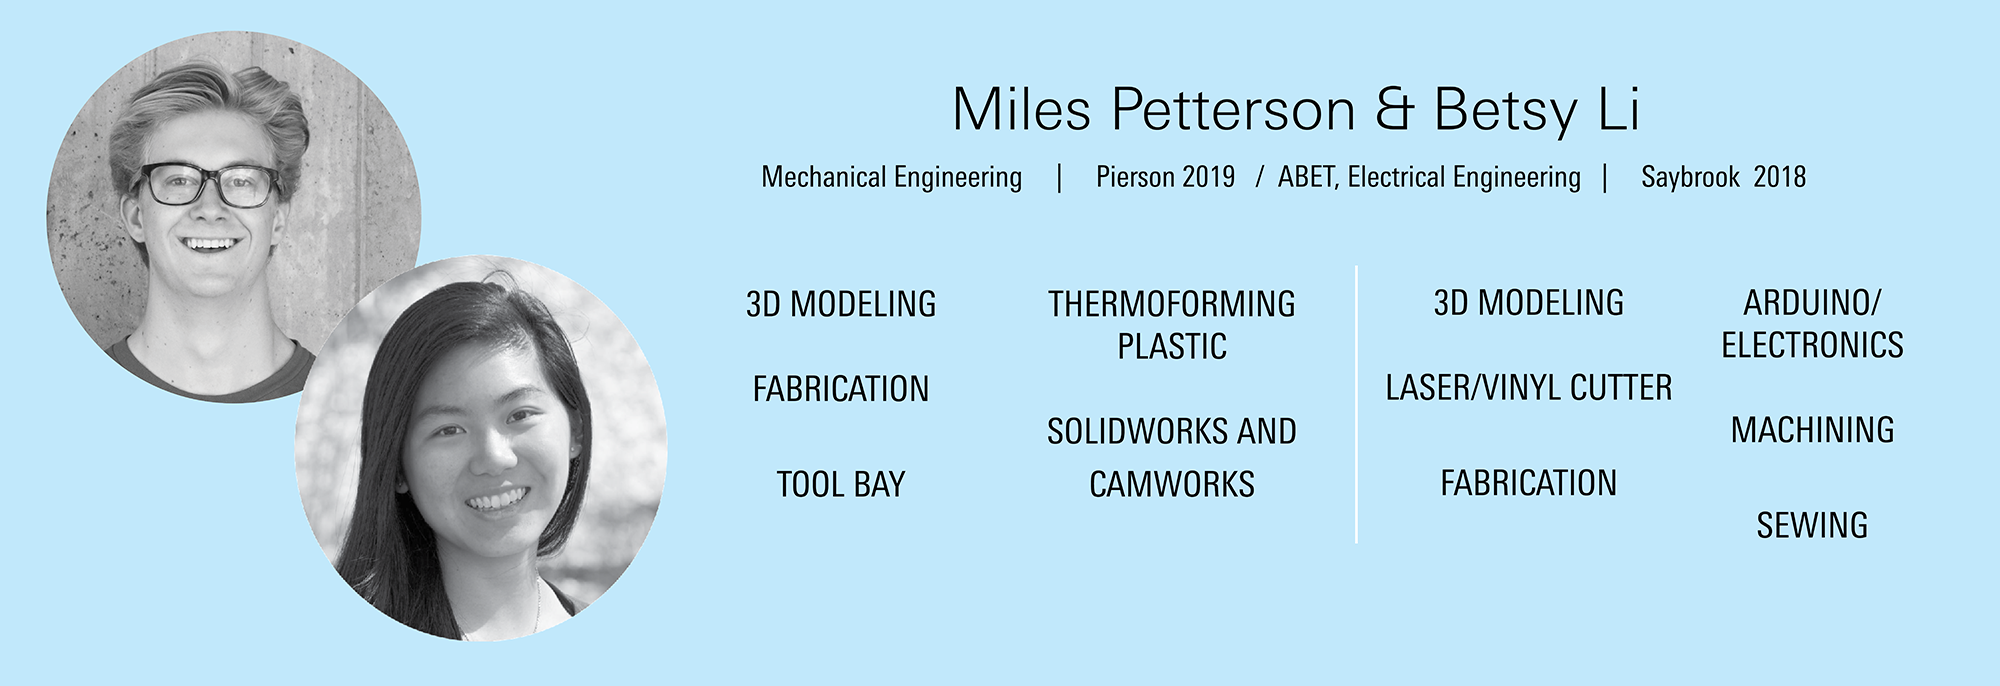 Miles Petterson & Betsy Li
Mechanical Engineering | Pierson 2019 / ABET, Electrical Engineering | Saybrook 2018
3D MODELING
FABRICATION
TOOL BAY
THERMOFORMING
PLASTIC
SOLIDWORKS AND
CAMWORKS
3D MODELING
LASER/VINYL CUTTER
FABRICATION
ARDUINO/
ELECTRONICS
MACHINING
SEWING